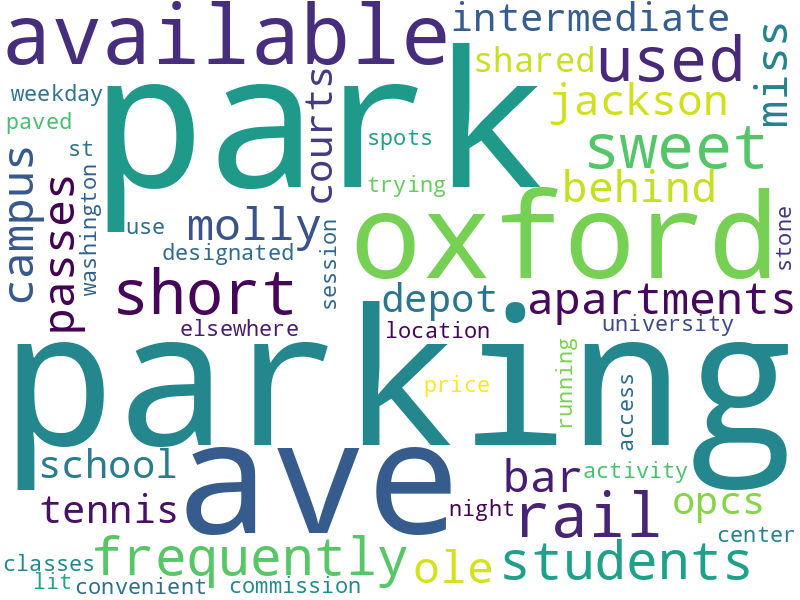 available
intermediate
used
miss
shared
park
weekday
courts
jackson
paved
spots
sweet
st
campus
trying
behind
passes
washington
oxford
use
molly
stone
designated
session
short
depot
apartments
elsewhere
location
university
parking
running
price
access
ave
school
bar
activity
tennis
night
rail
opcs
center
classes
frequently
ole
students
lit
convenient
commission